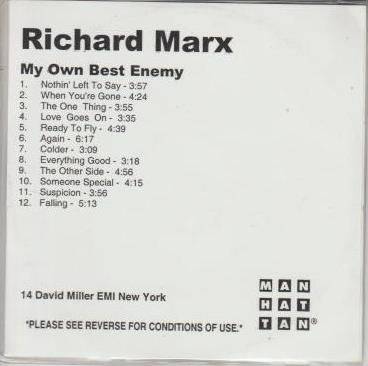 Richard Marx
My Own Best Enemy
1. Nothin' Left To Say - 3:57
2. When You're Gone - 4:24
3. The One Thing - 3:55
4. Love Goes On - 3:35
5. Ready To Fly - 4:39
6. Again - 6:17
7. Colder - 3:09
8. Everything Good - 3:18
9. The Other Side - 4:56
10. Someone Special - 4:15
11. Suspicion - 3:56
12. Falling - 5:13
14 David Miller EMI New York
*PLEASE SEE REVERSE FOR CONDITIONS OF USE.*
MAN
HAT
TAN®